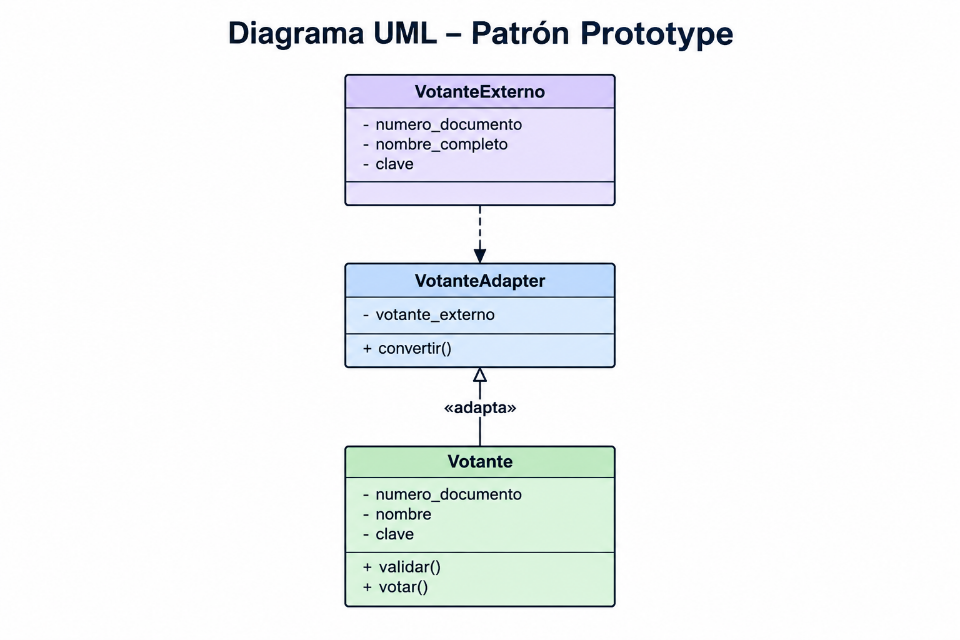 Diagrama UML – Patrón Prototype
VotanteExterno
- numero_documento
- nombre_completo
- clave
VotanteAdapter
- votante_externo
+ convertir()
«adapta»
Votante
- numero_documento
- nombre
- clave
+ validar()
+ votar()